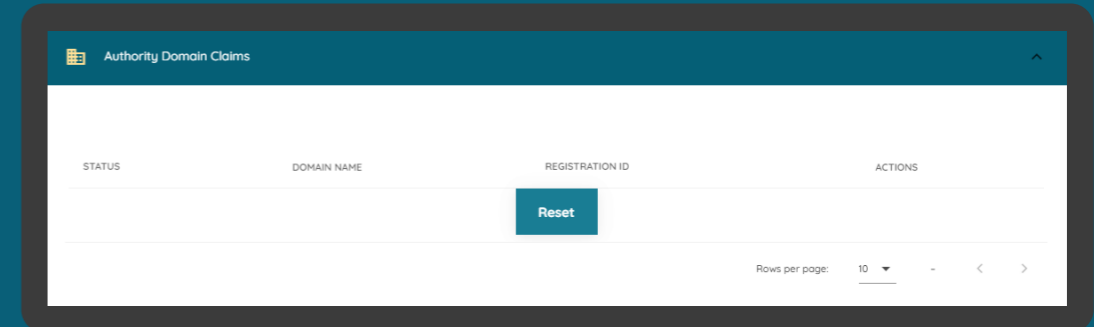 Authority Domain Claims
STATUS DOMAIN NAME REGISTRATION ID ACTIONS
Reset
Rows per page: 10 -